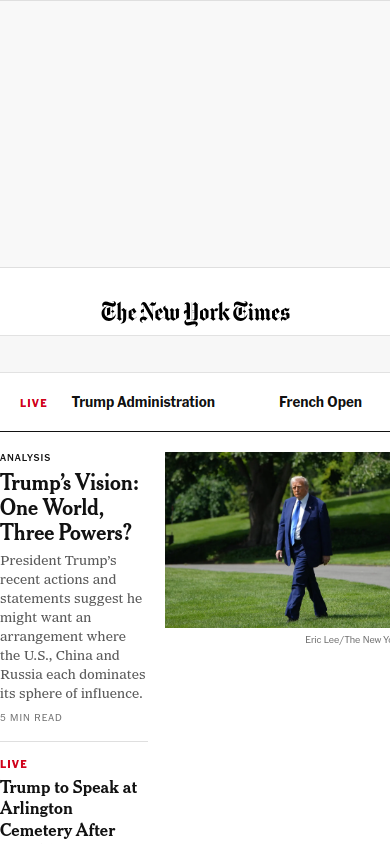 The New York Times
LIVE Trump Administration French Open
ANALYSIS
Trump’s Vision:
One World,
Three Powers?
President Trump’s
recent actions and
statements suggest he
might want an
arrangement where
the U.S., China and
Russia each dominates
its sphere of influence.
5 MIN READ
Eric Lee/The New Yo
LIVE
Trump to Speak at
Arlington
Cemetery After